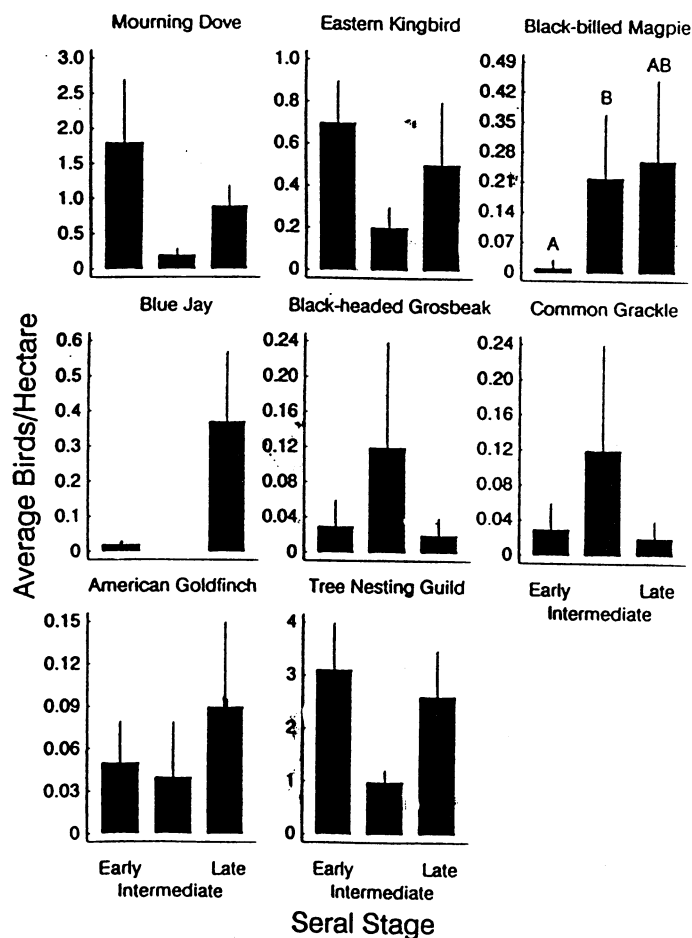 Mourning Dove
Eastern Kingbird
Black-billed Magpie
3.0
2.5
2.0
1.5
1.0
0.5
0
1.0
0.8
0.6
0.4
0.2
0
0.49
0.42
0.35
0.28
0.21
0.14
0.07
0
A
B
AB
Blue Jay
Black-headed Grosbeak
Common Grackle
0.6
0.5
0.4
0.3
0.2
0.1
0
0.24
0.20
0.16
0.12
0.08
0.04
0
0.24
0.20
0.16
0.12
0.08
0.04
0
Early
Late
Intermediate
Average Birds/Hectare
American Goldfinch
Tree Nesting Guild
0.15
0.12
0.09
0.06
0.03
0
4
3
2
1
0
Early
Late
Intermediate
Early
Late
Intermediate
Seral Stage